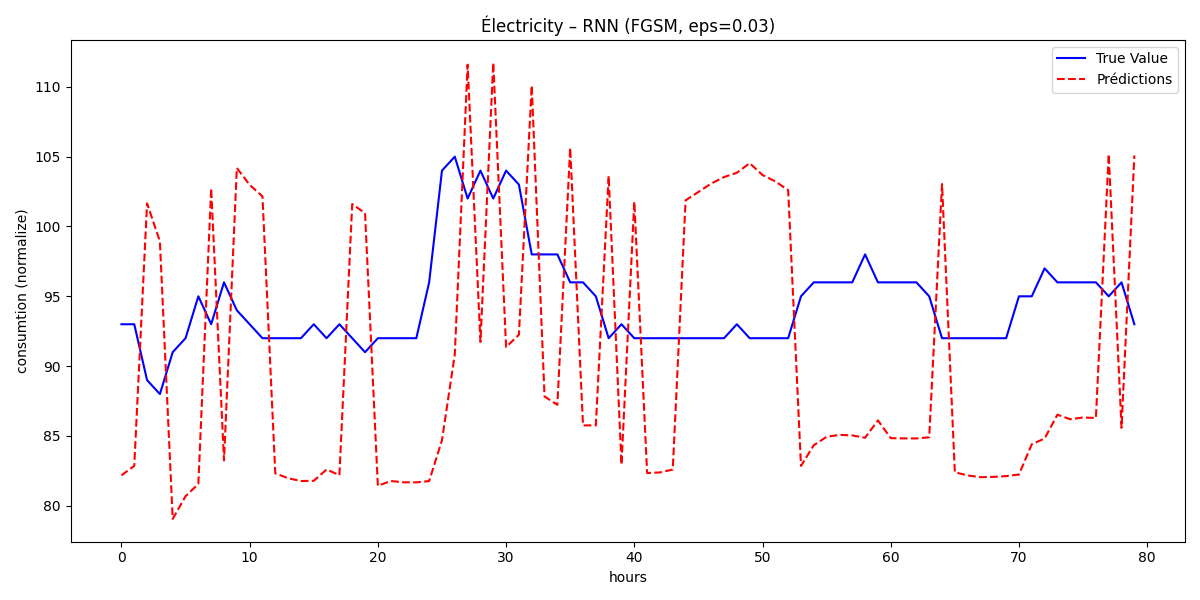 Électricity – RNN (FGSM, eps=0.03)
True Value
Prédictions
consumtion (normalize)
110
105
100
95
90
85
80
0 10 20 30 40 50 60 70 80
hours